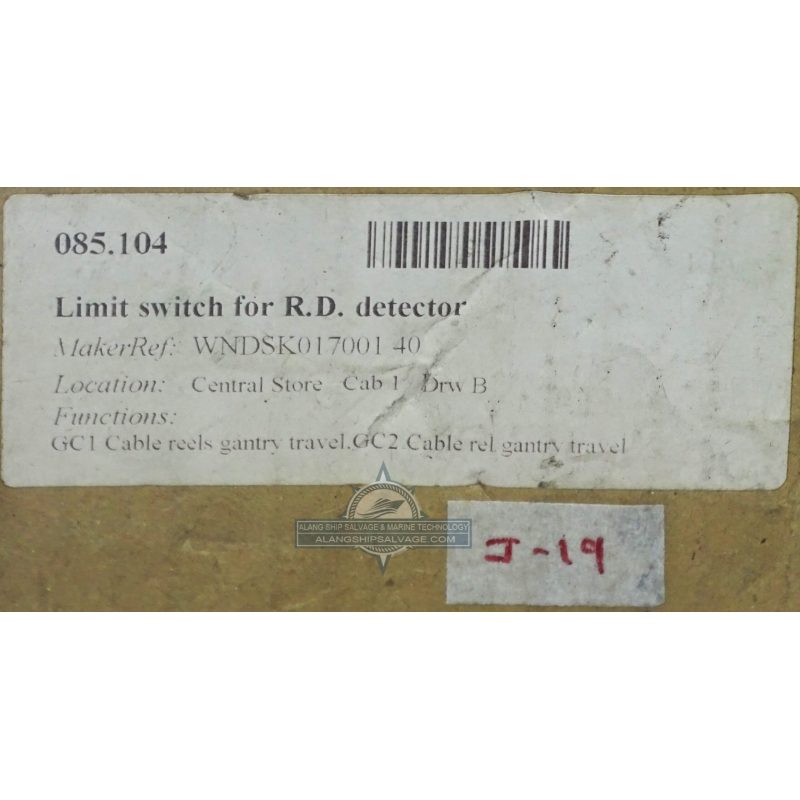 085.104
Limit switch for R.D. detector
MakerRef: WNDSK017001 40
Location: Central Store Cab 1 Drw B
Functions:
GC1 Cable reels gantry travel.GC2 Cable rel gantry travel
ALANG SHIP SALVAGE & MARINE TECHNOLOGY
ALANGSHIPSALVAGE.COM
J-19